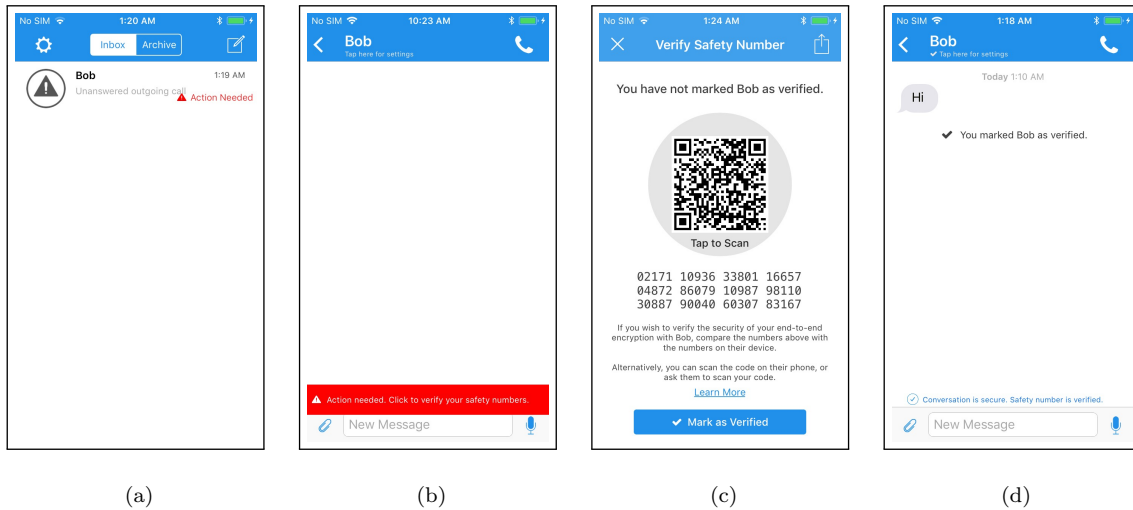 No SIM 1:20 AM
Inbox Archive
Bob 1:19 AM
Unanswered outgoing call
Action Needed
(a)
No SIM 10:23 AM
Bob
Tap here for settings
Action needed. Click to verify your safety numbers.
New Message
(b)
No SIM 1:24 AM
Verify Safety Number
You have not marked Bob as verified.
Tap to Scan
02171 10936 33801 16657
04872 86079 10987 98110
30887 90040 60307 83167
If you wish to verify the security of your end-to-end
encryption with Bob, compare the numbers above with
the numbers on their device.
Alternatively, you can scan the code on their phone, or
ask them to scan your code.
Learn More
Mark as Verified
(c)
No SIM 1:18 AM
Bob
Tap here for settings
Today 1:10 AM
Hi
You marked Bob as verified.
Conversation is secure. Safety number is verified.
New Message
(d)